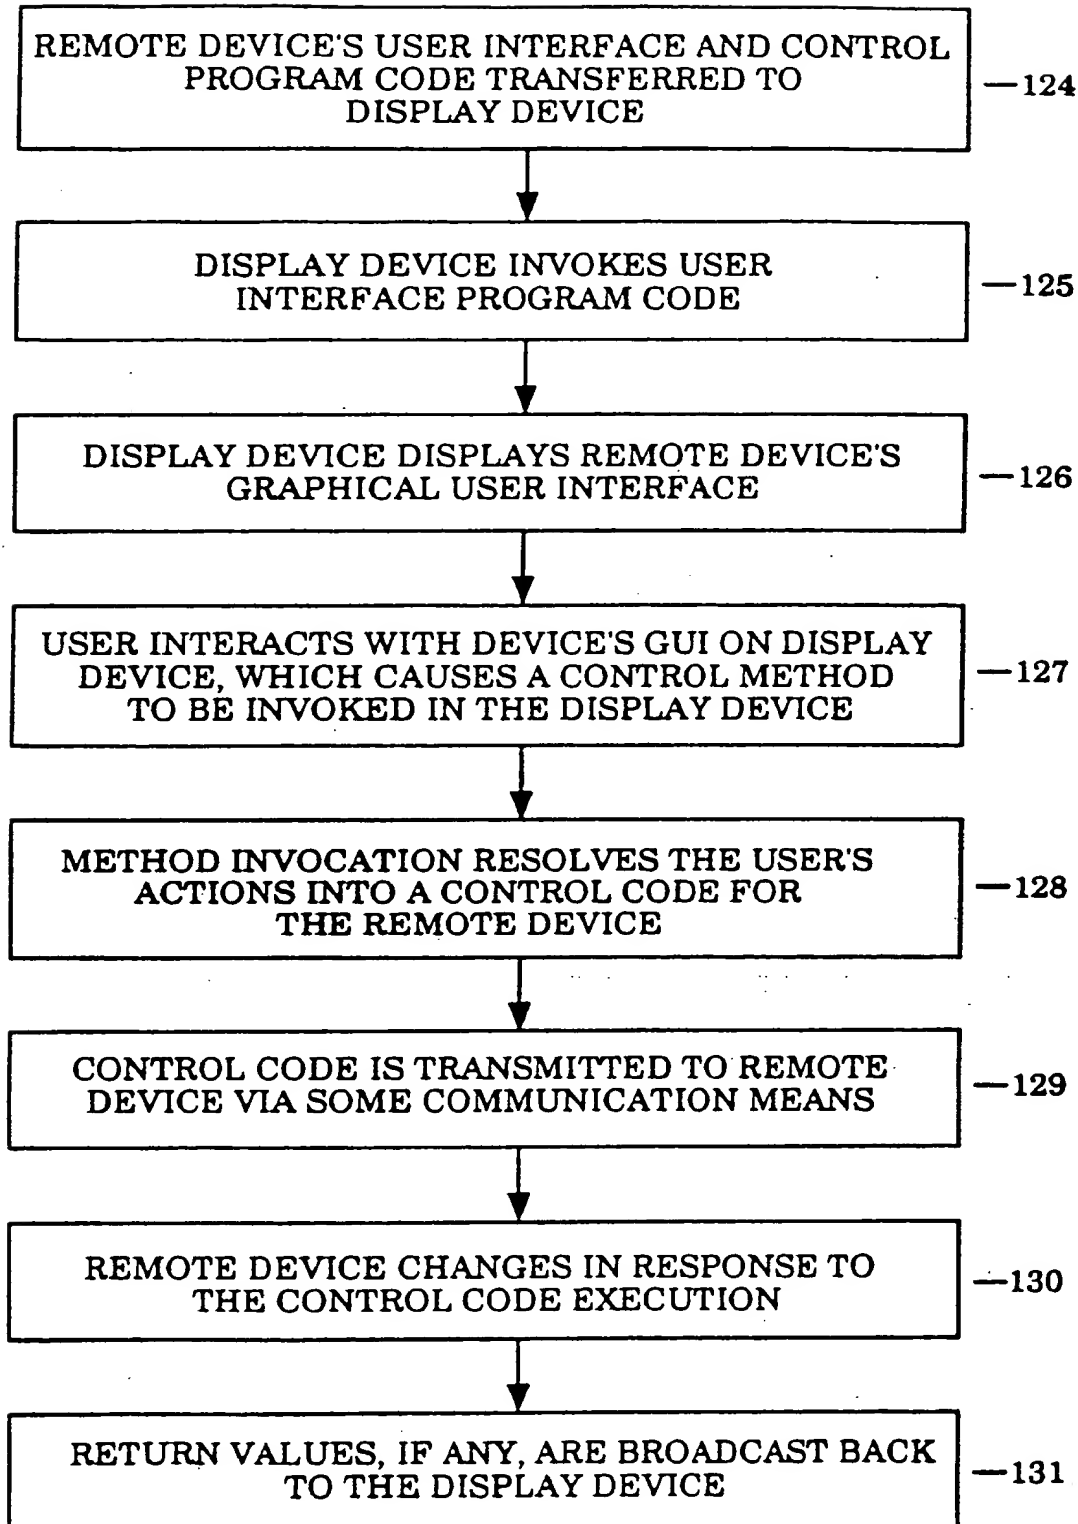 REMOTE DEVICE'S USER INTERFACE AND CONTROL
PROGRAM CODE TRANSFERRED TO
DISPLAY DEVICE
124
DISPLAY DEVICE INVOKES USER
INTERFACE PROGRAM CODE
125
DISPLAY DEVICE DISPLAYS REMOTE DEVICE'S
GRAPHICAL USER INTERFACE
126
USER INTERACTS WITH DEVICE'S GUI ON DISPLAY
DEVICE, WHICH CAUSES A CONTROL METHOD
TO BE INVOKED IN THE DISPLAY DEVICE
127
METHOD INVOCATION RESOLVES THE USER'S
ACTIONS INTO A CONTROL CODE FOR
THE REMOTE DEVICE
128
CONTROL CODE IS TRANSMITTED TO REMOTE
DEVICE VIA SOME COMMUNICATION MEANS
129
REMOTE DEVICE CHANGES IN RESPONSE TO
THE CONTROL CODE EXECUTION
130
RETURN VALUES, IF ANY, ARE BROADCAST BACK
TO THE DISPLAY DEVICE
131